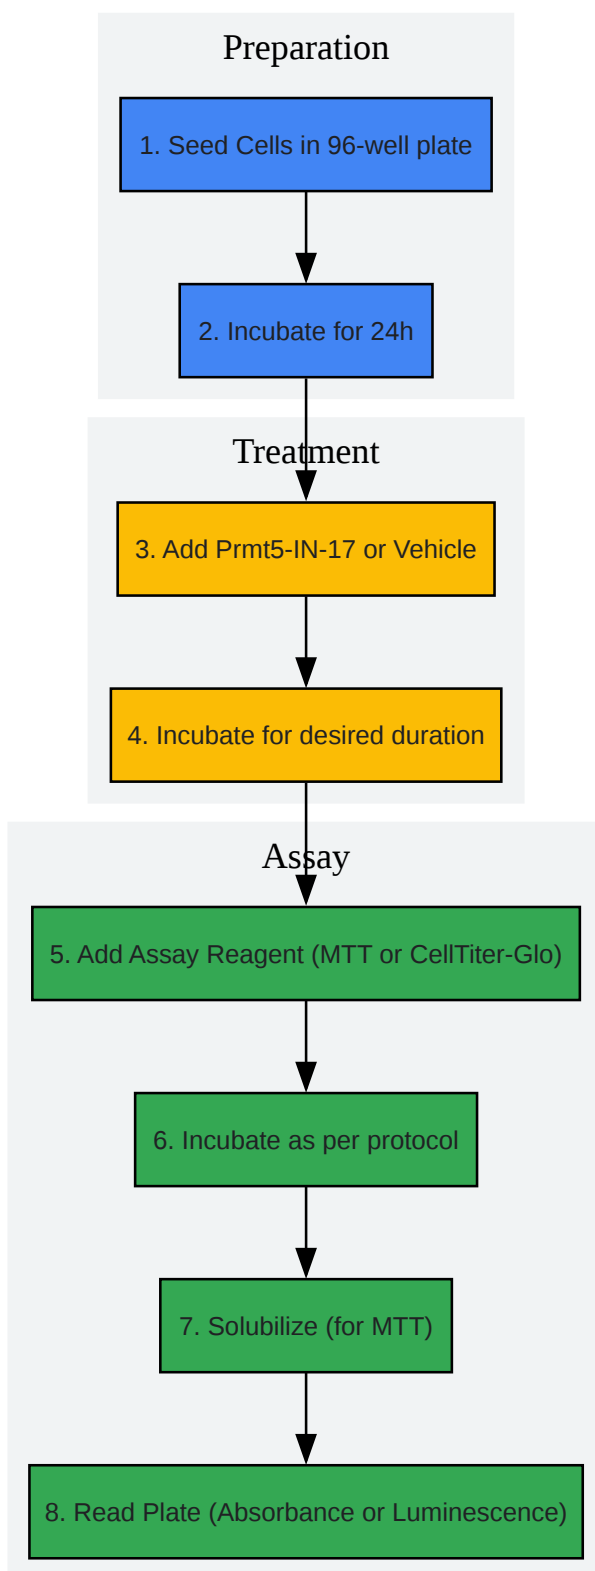 Preparation
1. Seed Cells in 96-well plate
2. Incubate for 24h
Treatment
3. Add Prmt5-IN-17 or Vehicle
4. Incubate for desired duration
Assay
5. Add Assay Reagent (MTT or CellTiter-Glo)
6. Incubate as per protocol
7. Solubilize (for MTT)
8. Read Plate (Absorbance or Luminescence)